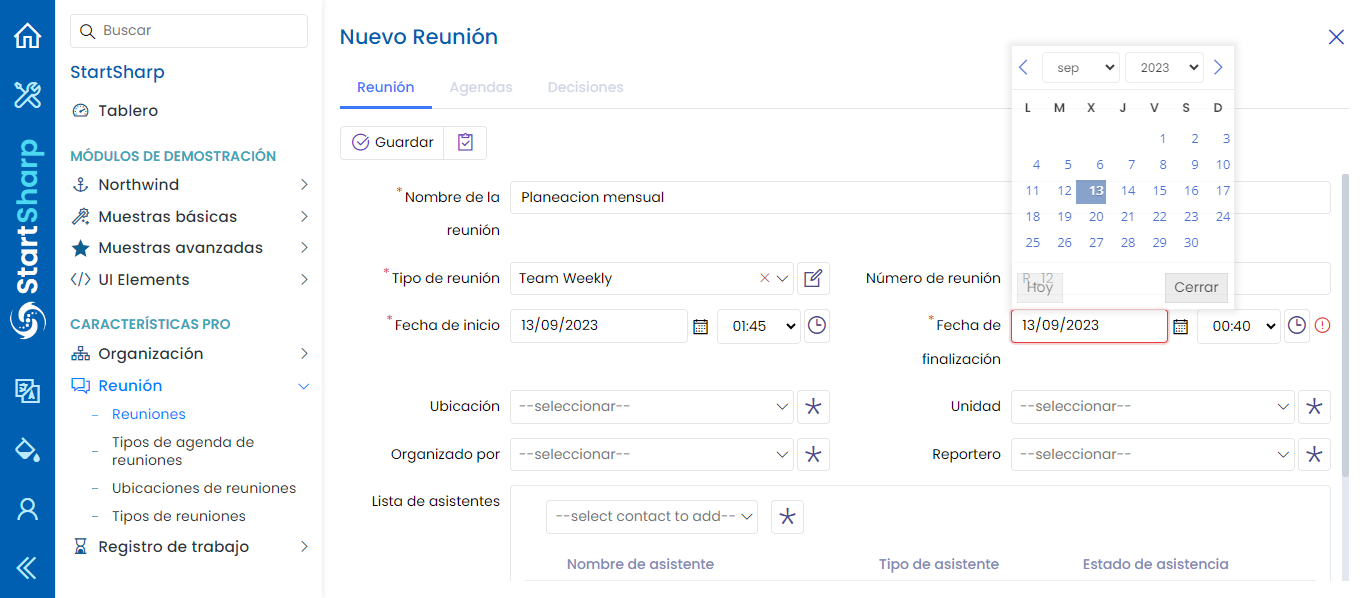 Buscar
StartSharp
StartSharp
Tablero
MÓDULOS DE DEMOSTRACIÓN
Northwind
Muestras básicas
Muestras avanzadas
UI Elements
CARACTERÍSTICAS PRO
Organización
Reunión
Reuniones
Tipos de agenda de
reuniones
Ubicaciones de reuniones
Tipos de reuniones
Registro de trabajo
Nuevo Reunión
Reunión Agendas Decisiones
Guardar
*Nombre de la
reunión
Planeacion mensual
*Tipo de reunión Team Weekly
Número de reunión
*Fecha de inicio 13/09/2023 01:45
*Fecha de
finalización
13/09/2023 00:40
Ubicación --seleccionar--
Unidad --seleccionar--
Organizado por --seleccionar--
Reportero --seleccionar--
Lista de asistentes
--select contact to add--
Nombre de asistente Tipo de asistente Estado de asistencia
sep 2023
L M X J V S D
1 2 3
4 5 6 7 8 9 10
11 12 13 14 15 16 17
18 19 20 21 22 23 24
25 26 27 28 29 30
Hoy Cerrar